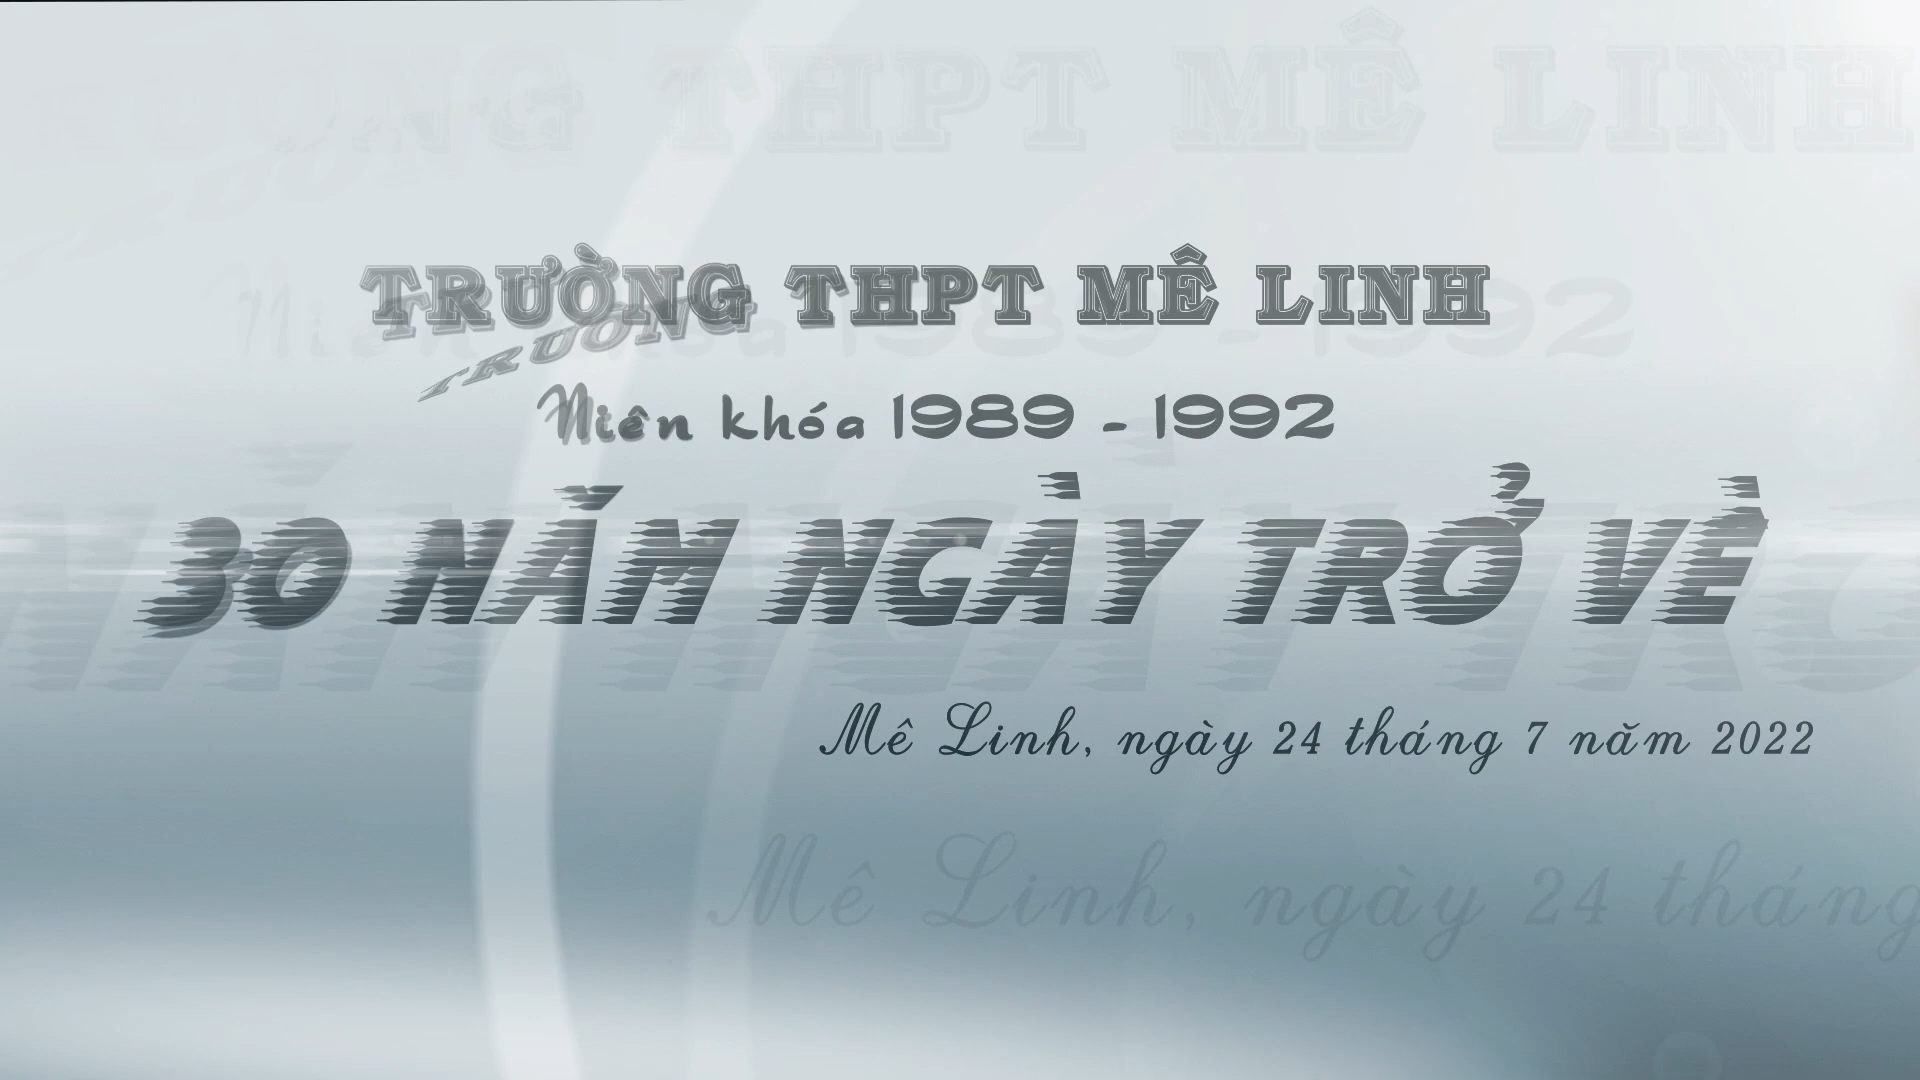 TRƯỜNG THPT MÊ LINH
Niên khóa 1989 - 1992
30 NĂM NGÀY TRỞ VỀ
Mê Linh, ngày 24 tháng 7 năm 2022